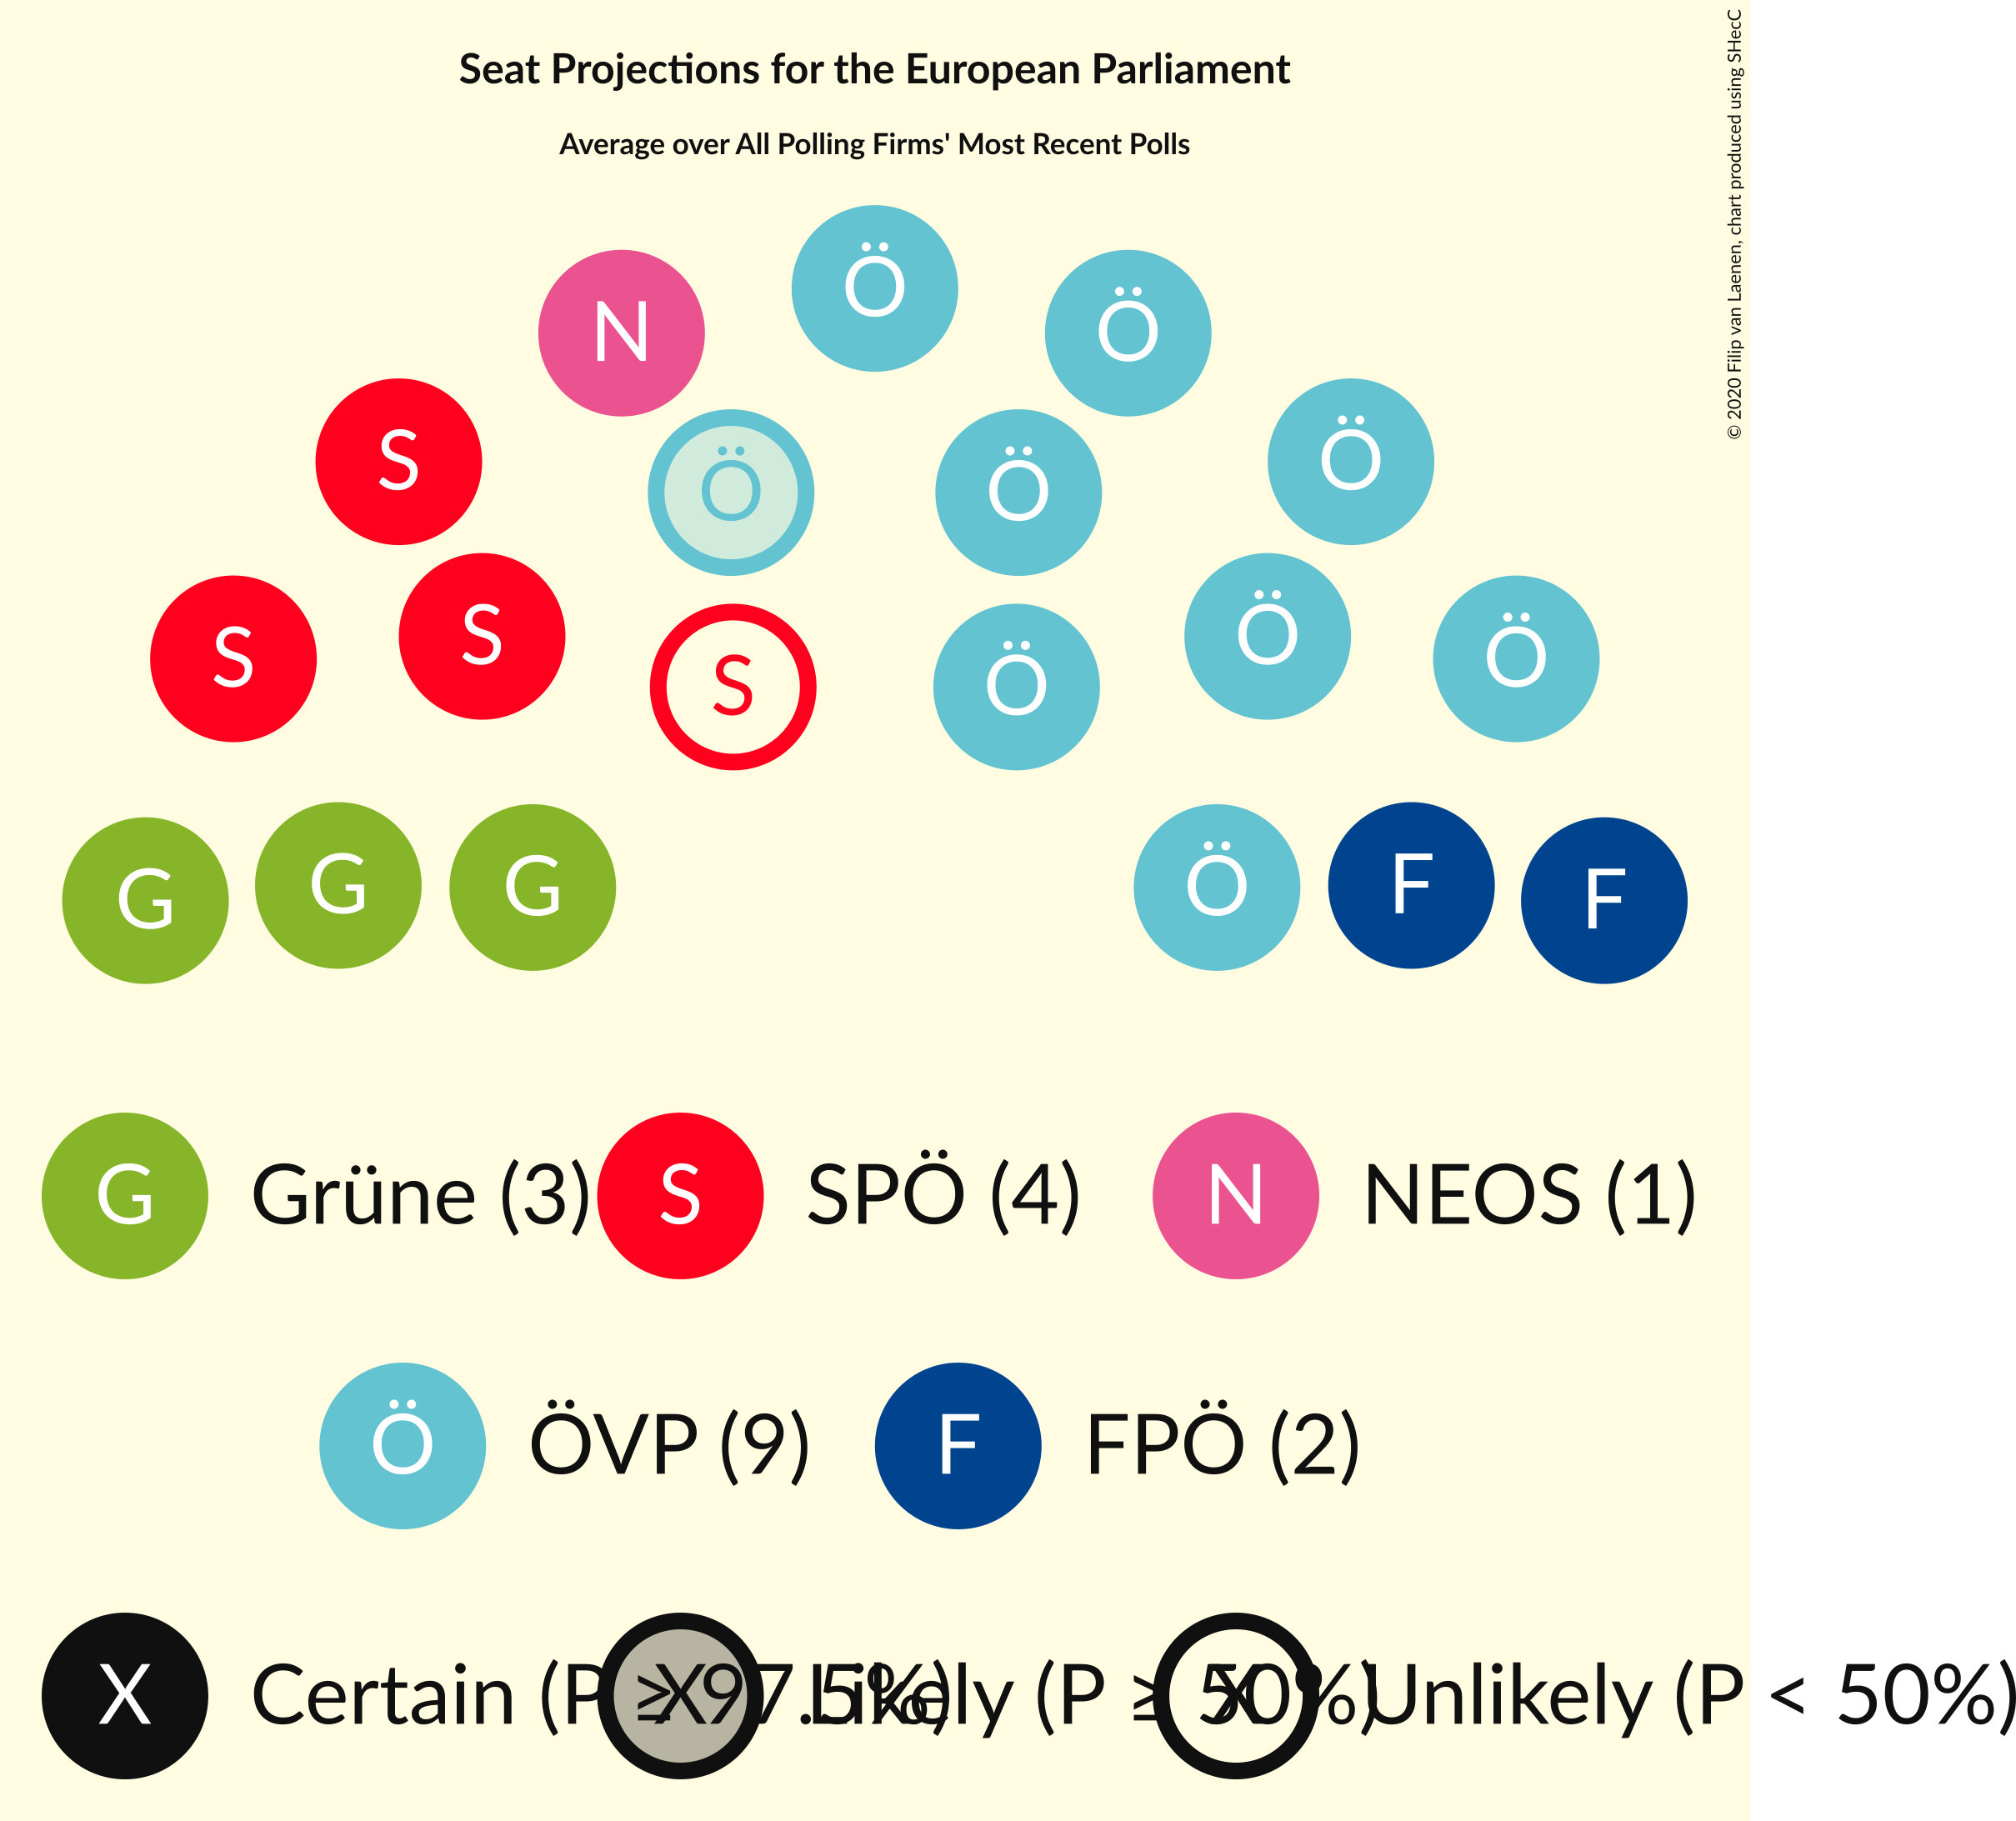 Seat Projections for the European Parliament
Average over All Polling Firms' Most Recent Polls
© 2020 Filip van Laenen, chart produced using SHecC
Ö
N Ö
S Ö
Ö Ö
S S Ö Ö
S Ö
G G G Ö F F
G Grüne (3) S SPÖ (4) N NEOS (1)
Ö ÖVP (9) F FPÖ (2)
X Certain (P ≥ 97.5%) X Likely (P ≥ 50%) X Unlikely (P < 50%)